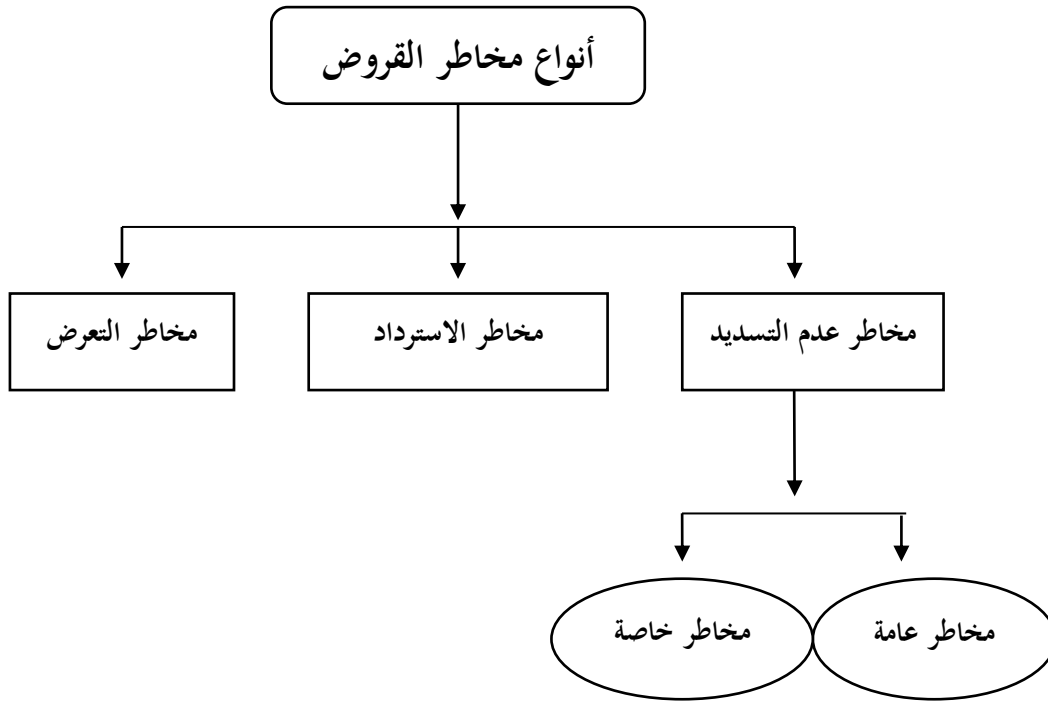 أنواع مخاطر القروض
مخاطر عدم التسديد
مخاطر الاسترداد
مخاطر التعرض
مخاطر عامة
مخاطر خاصة